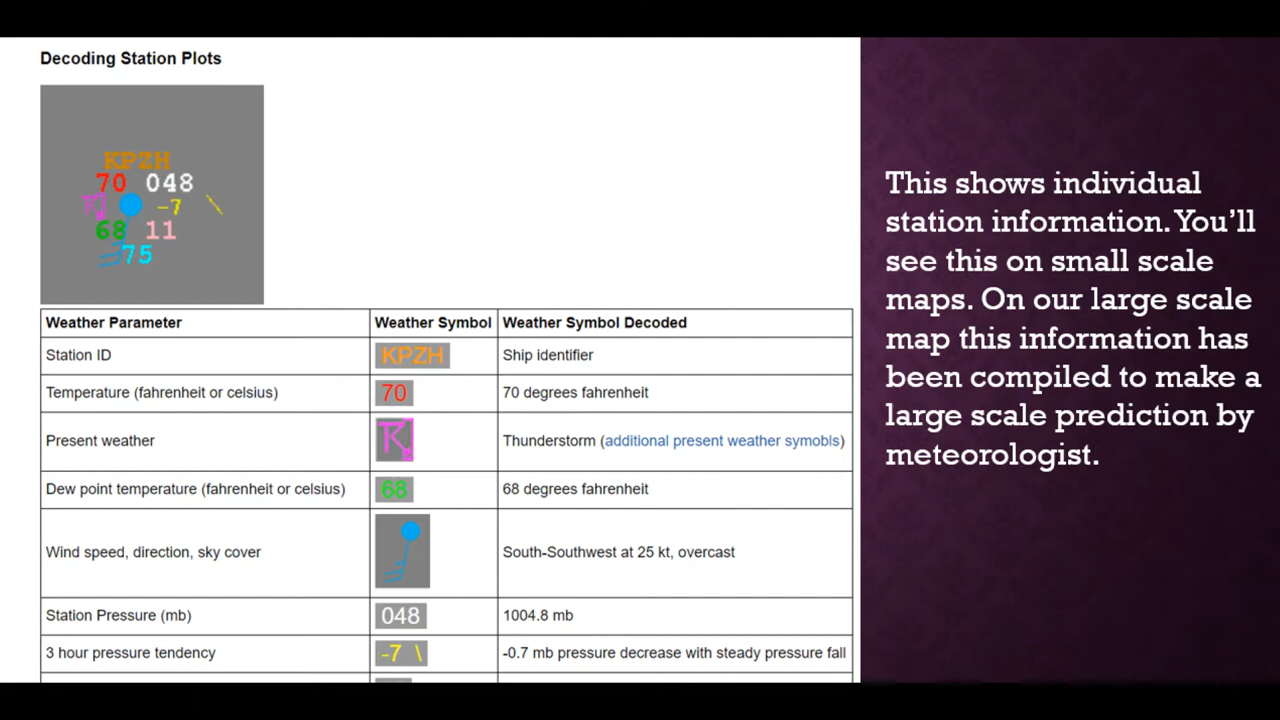 Decoding Station Plots
KPZH
70 048
-7 \
68 11
75
Weather Parameter Weather Symbol Weather Symbol Decoded
Station ID KPZH Ship identifier
Temperature (fahrenheit or celsius) 70 70 degrees fahrenheit
Present weather Thunderstorm (additional present weather symobls)
Dew point temperature (fahrenheit or celsius) 68 68 degrees fahrenheit
Wind speed, direction, sky cover South-Southwest at 25 kt, overcast
Station Pressure (mb) 048 1004.8 mb
3 hour pressure tendency -7 \ -0.7 mb pressure decrease with steady pressure fall
This shows individual
station information. You’ll
see this on small scale
maps. On our large scale
map this information has
been compiled to make a
large scale prediction by
meteorologist.